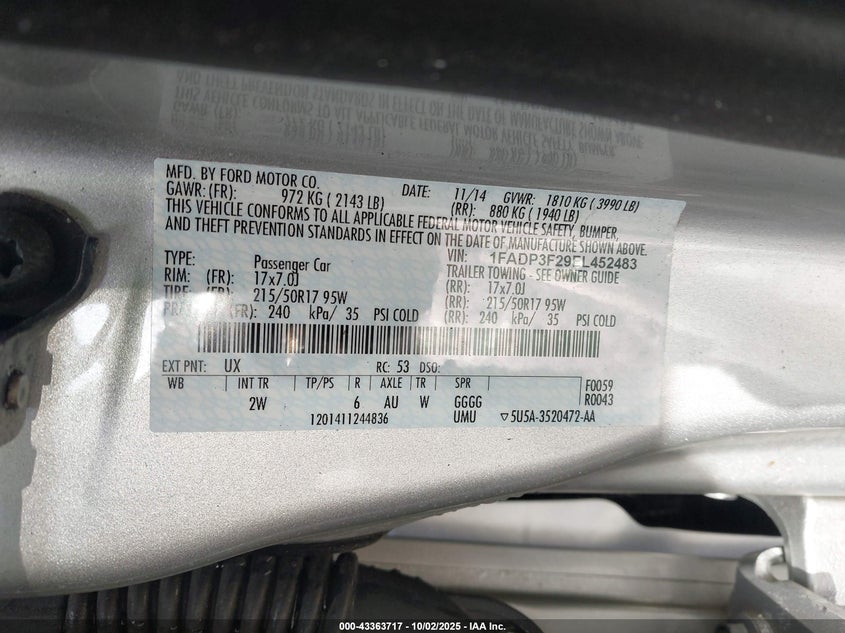 MFD. BY FORD MOTOR CO. DATE: 11/14 GVWR: 1810 KG ( 3990 LB)
GAWR: (FR): 972 KG ( 2143 LB) (RR): 880 KG ( 1940 LB)
THIS VEHICLE CONFORMS TO ALL APPLICABLE FEDERAL MOTOR VEHICLE SAFETY, BUMPER,
AND THEFT PREVENTION STANDARDS IN EFFECT ON THE DATE OF MANUFACTURE SHOWN ABOVE.
VIN:
TYPE: Passenger Car TRAILER TOWING - SEE OWNER GUIDE
RIM: (FR): 17x7.0J (RR): 17x7.0J
TIRE (FR): 215/50R17 95W (RR): 215/50R17 95W
(FR): 240 kPa/ 35 PSI COLD (RR): 240 kPa/ 35 PSI COLD
EXT PNT: UX RC: 53 DSO:
WB INT TR TP/PS R AXLE TR SPR F0059
2W 6 AU W GGGG R0043
1201411244836 UMU ▽5U5A-3520472-AA
000-43363717 - 10/02/2025 - IAA Inc.